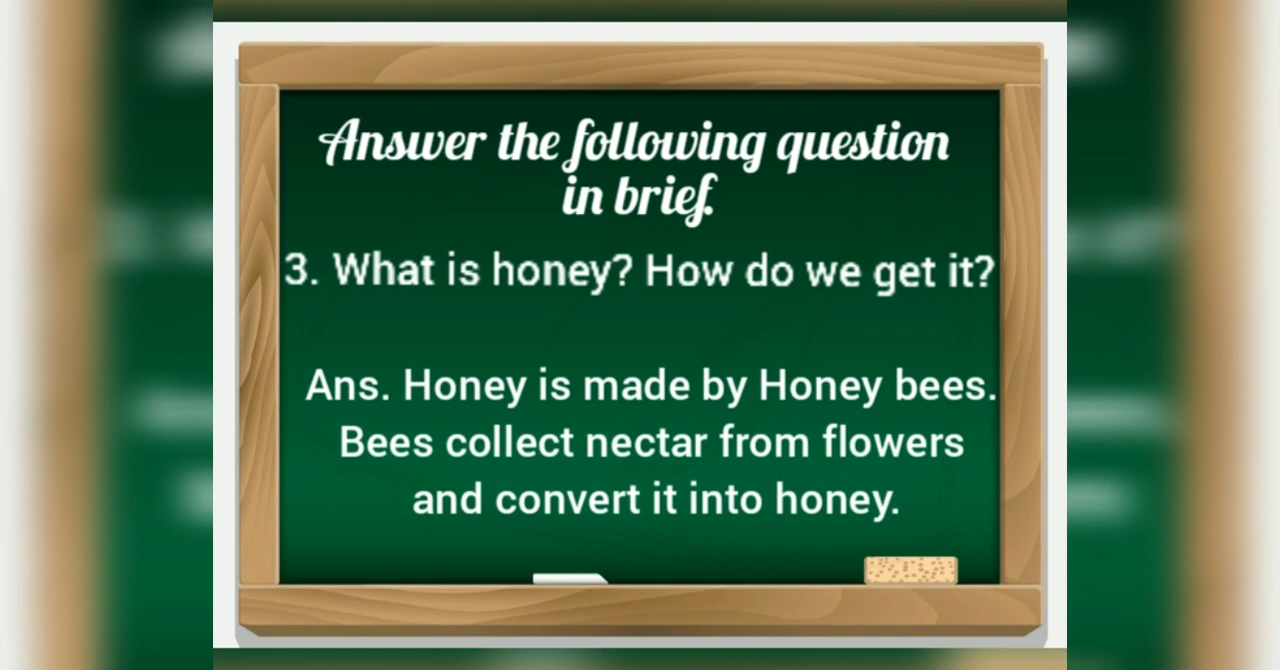 Answer the following question
in brief.
3. What is honey? How do we get it?
Ans. Honey is made by Honey bees.
Bees collect nectar from flowers
and convert it into honey.